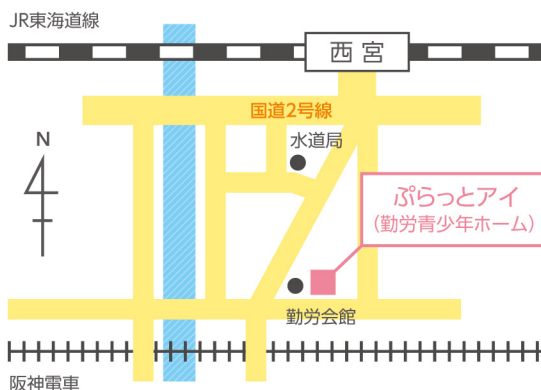 JR東海道線
西宮
国道2号線
水道局
N
ぷらっとアイ
(勤労青少年ホーム)
勤労会館
阪神電車